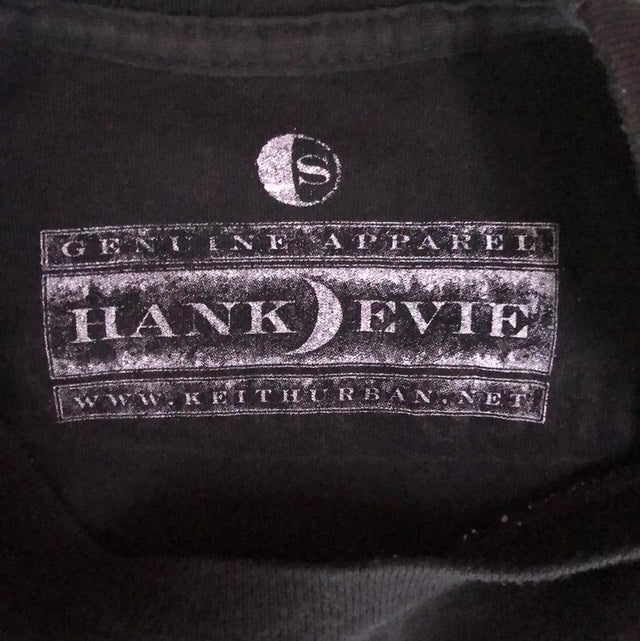 S
GENUINE APPAREL
HANK EVIE
WWW.KEITHURBAN.NET